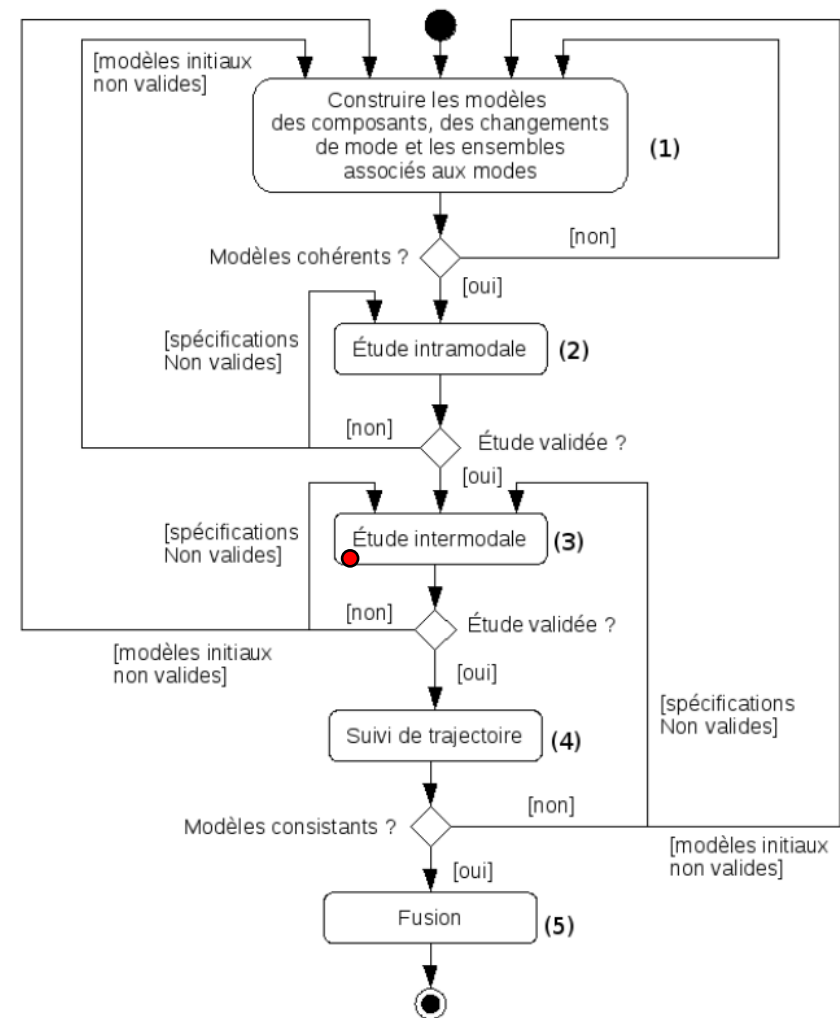 [modèles initiaux
non valides]
Construire les modèles
des composants, des changements
de mode et les ensembles
associés aux modes
(1)
[non]
Modèles cohérents ?
[oui]
[spécifications
Non valides]
Étude intramodale
(2)
[non]
Étude validée ?
[oui]
[spécifications
Non valides]
Étude intermodale
(3)
[non]
Étude validée ?
[modèles initiaux
non valides]
[oui]
[spécifications
Non valides]
Suivi de trajectoire
(4)
[non]
Modèles consistants ?
[modèles initiaux
non valides]
[oui]
Fusion
(5)